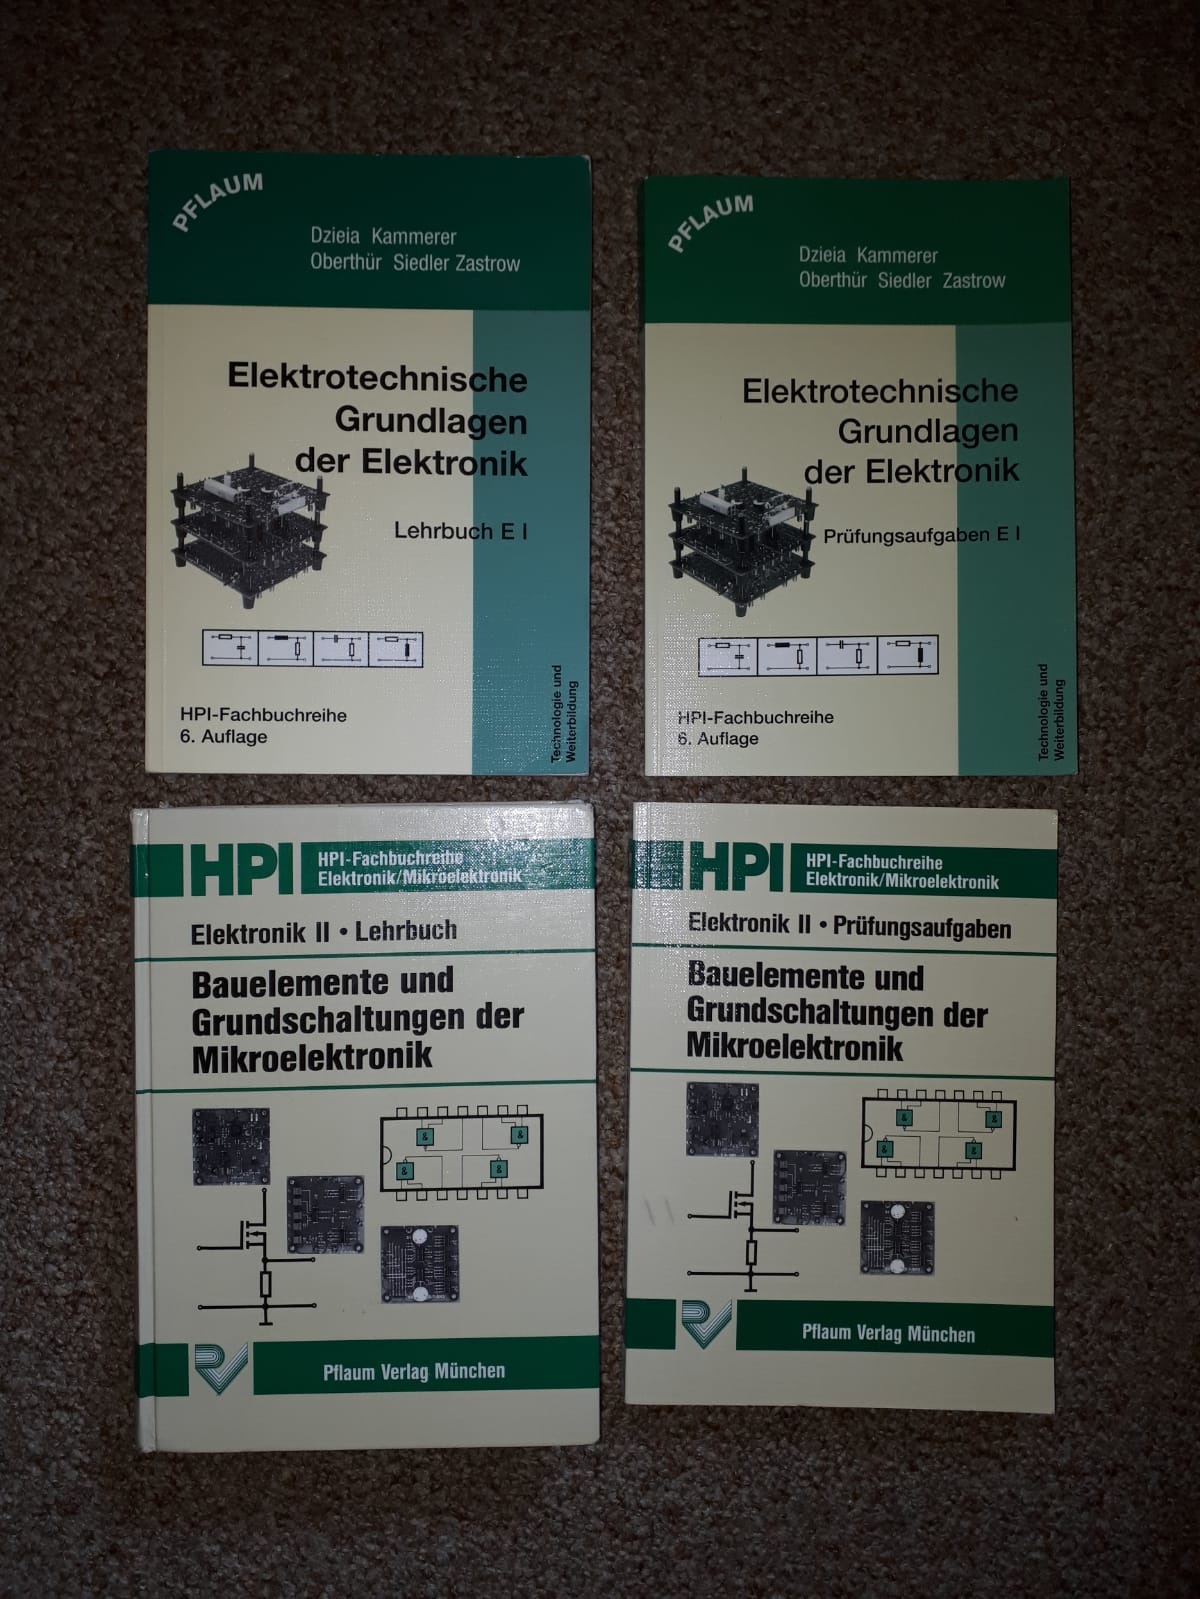 PFLAUM
Dzieia Kammerer
Oberthür Siedler Zastrow
Elektrotechnische
Grundlagen
der Elektronik
Lehrbuch E I
HPI-Fachbuchreihe
6. Auflage
Technologie und
Weiterbildung
PFLAUM
Dzieia Kammerer
Oberthür Siedler Zastrow
Elektrotechnische
Grundlagen
der Elektronik
Prüfungsaufgaben E I
HPI-Fachbuchreihe
6. Auflage
Technologie und
Weiterbildung
HPI
HPI-Fachbuchreihe
Elektronik/Mikroelektronik
Elektronik II • Lehrbuch
Bauelemente und
Grundschaltungen der
Mikroelektronik
&
&
&
&
Pflaum Verlag München
HPI
HPI-Fachbuchreihe
Elektronik/Mikroelektronik
Elektronik II • Prüfungsaufgaben
Bauelemente und
Grundschaltungen der
Mikroelektronik
&
&
&
&
Pflaum Verlag München